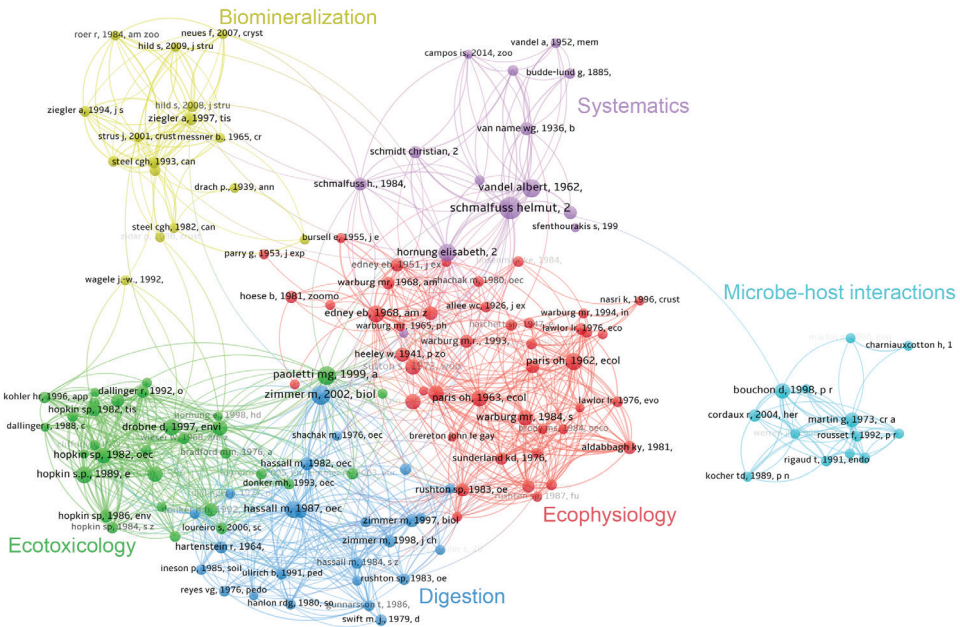 Biomineralization
roer r, 1984, am zoo
neues f, 2007, cryst
hild s, 2009, j stru
vandel a, 1952, mem
campos is, 2014, zoo
budde-lund g, 1885,
Systematics
ziegler a, 1994, j s
hild s, 2008, j stru
ziegler a, 1997, tis
strus j, 2001, crust
messner b., 1965, cr
van name wg, 1936, b
steel cgh, 1993, can
schmidt christian, 2
drach p., 1939, ann
schmalfuss h., 1984,
vandel albert, 1962,
schmalfuss helmut, 2
steel cgh, 1982, can
sfenthourakis s, 199
bursell e, 1955, j e
parry g, 1953, j exp
hornung elisabeth, 2
edney eb, 1951, j ex
wagele j.-w., 1992,
warburg mr, 1968, am
shachak m, 1980, oec
hoese b, 1981, zoomo
allee wc, 1926, j ex
nasri k, 1996, crust
Microbe-host interactions
edney eb, 1968, am z
warburg mr, 1994, in
warburg mr, 1965, ph
lawlor lr, 1976, eco
warburg m.r., 1993,
charniauxcotton h, 1
heeley w, 1941, p zo
paris oh, 1962, ecol
paoletti mg, 1999, a
zimmer m, 2002, biol
paris oh, 1963, ecol
bouchon d, 1998, p r
kohler hr, 1996, app
dallinger r, 1992, o
hopkin sp, 1982, tis
hornung e, 1998, hd
lawlor lr, 1976, evo
cordaux r, 2004, her
martin g, 1973, cr a
dallinger r, 1988, c
drobne d, 1997, envi
warburg mr, 1984, s
rousset f, 1992, p r
shachak m, 1976, oec
brereton john le gay
aldabbagh ky, 1981,
hopkin sp, 1982, oec
bradford mm, 1976, a
hassall m, 1982, oec
sunderland kd, 1976,
rigaud t, 1991, endo
hopkin s.p., 1989, e
donker mh, 1993, oec
kocher td, 1989, p n
rushton sp, 1983, oe
rushton sp, 1987, fu
hopkin sp, 1986, env
hassall m, 1987, oec
Ecophysiology
hopkin sp, 1984, s z
loureiro s, 2006, sc
zimmer m, 1997, biol
Ecotoxicology
hartenstein r, 1964,
zimmer m, 1998, j ch
ineson p, 1985, soil
ullrich b, 1991, ped
hassall m, 1984, s z
rushton sp, 1983, oe
reyes vg, 1976, pedo
hanlon rdg, 1980, so
gunnarsson t, 1986,
Digestion
swift m. j., 1979, d